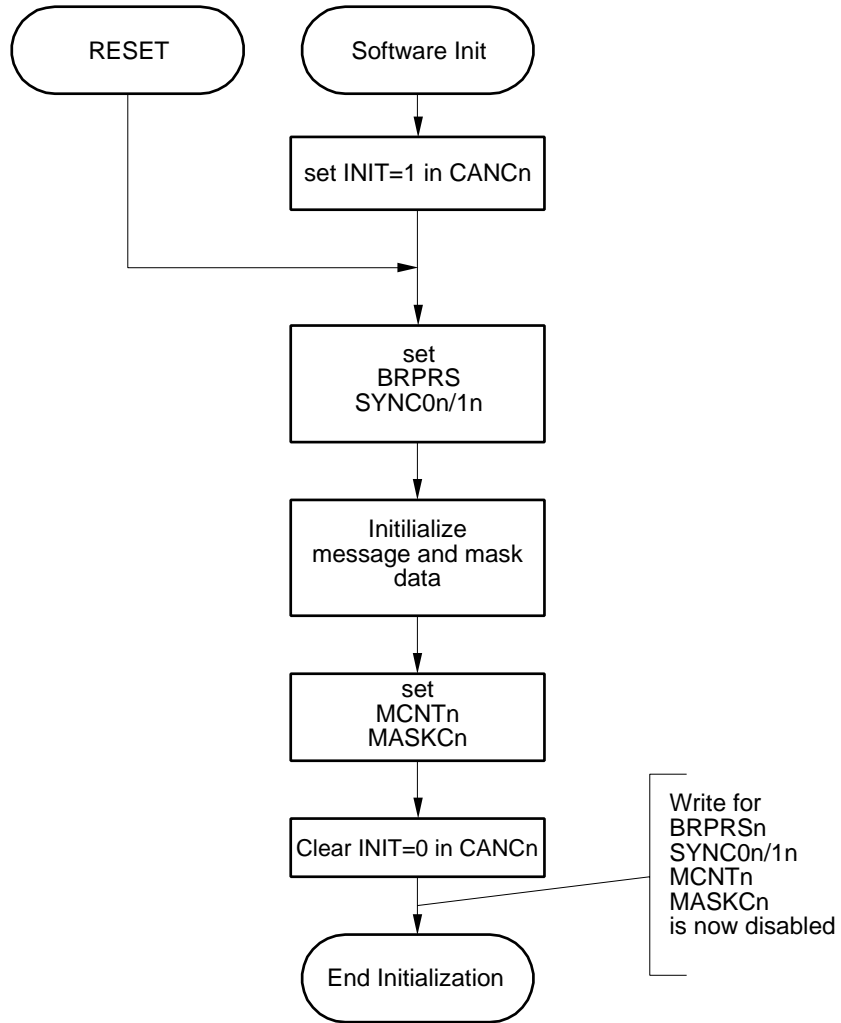 RESET
Software Init
set INIT=1 in CANCn
set
BRPRS
SYNC0n/1n
Initilialize
message and mask
data
set
MCNTn
MASKCn
Clear INIT=0 in CANCn
Write for
BRPRSn
SYNC0n/1n
MCNTn
MASKCn
is now disabled
End Initialization